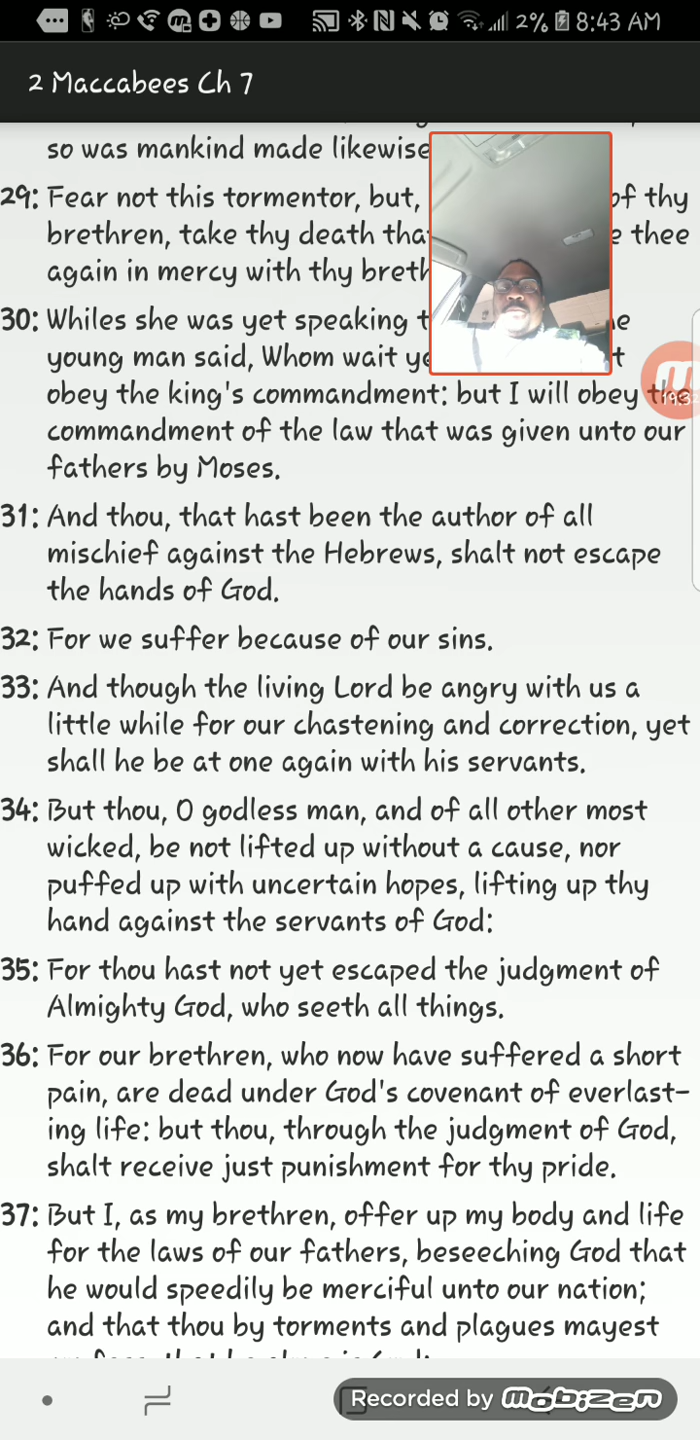 2% 8:43 AM
2 Maccabees Ch 7
so was mankind made likewise
29: Fear not this tormentor, but, of thy
brethren, take thy death thee
again in mercy with thy
30: Whiles she was yet speaking
young man said, Whom wait
obey the king's commandment: but I will obey the
commandment of the law that was given unto our
fathers by Moses.
31: And thou, that hast been the author of all
mischief against the Hebrews, shalt not escape
the hands of God.
32: For we suffer because of our sins.
33: And though the living Lord be angry with us a
little while for our chastening and correction, yet
shall he be at one again with his servants.
34: But thou, O godless man, and of all other most
wicked, be not lifted up without a cause, nor
puffed up with uncertain hopes, lifting up thy
hand against the servants of God:
35: For thou hast not yet escaped the judgment of
Almighty God, who seeth all things.
36: For our brethren, who now have suffered a short
pain, are dead under God's covenant of everlast-
ing life: but thou, through the judgment of God,
shalt receive just punishment for thy pride.
37: But I, as my brethren, offer up my body and life
for the laws of our fathers, beseeching God that
he would speedily be merciful unto our nation;
and that thou by torments and plagues mayest
Recorded by mobizen